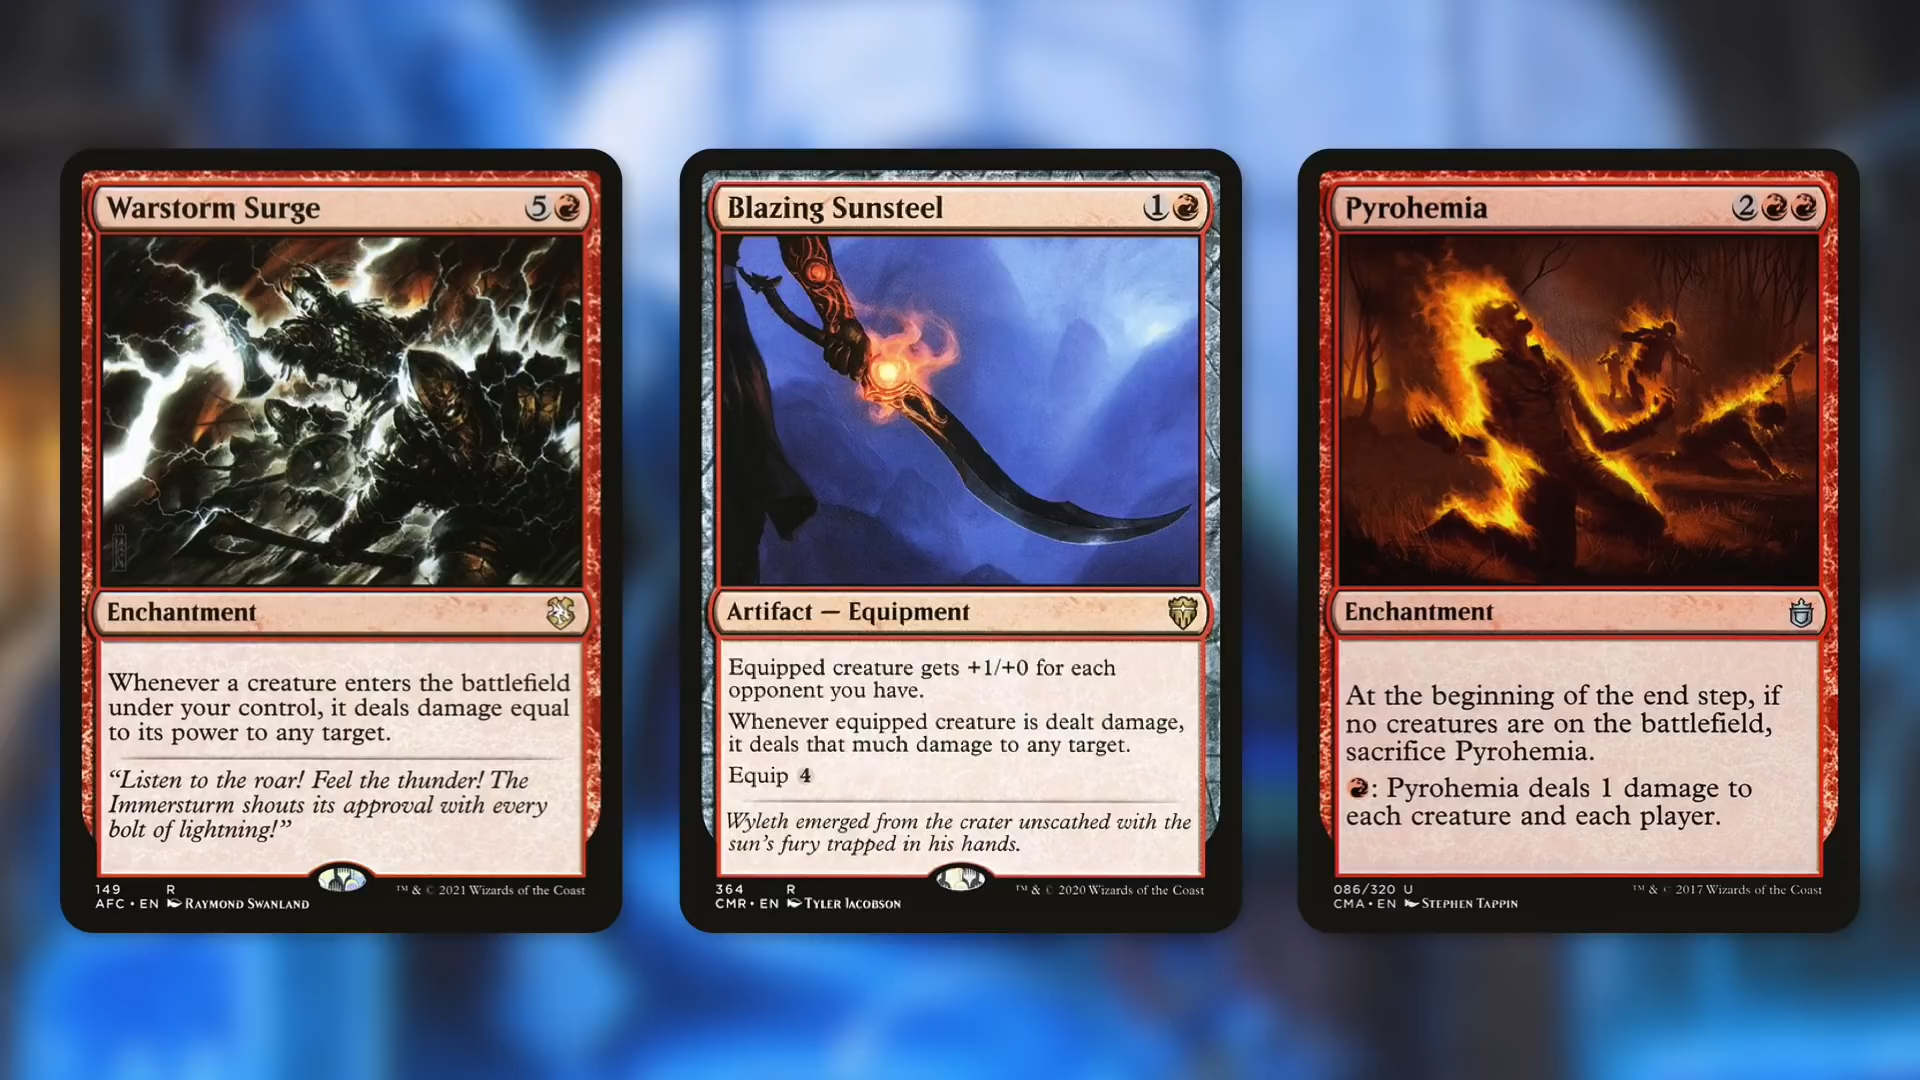 Warstorm Surge 5
Enchantment
Whenever a creature enters the battlefield
under your control, it deals damage equal
to its power to any target.
“Listen to the roar! Feel the thunder! The
Immersturm shouts its approval with every
bolt of lightning!”
149 R
AFC • EN RAYMOND SWANLAND
™ & © 2021 Wizards of the Coast
Blazing Sunsteel 1
Artifact — Equipment
Equipped creature gets +1/+0 for each
opponent you have.
Whenever equipped creature is dealt damage,
it deals that much damage to any target.
Equip 4
Wyleth emerged from the crater unscathed with the
sun’s fury trapped in his hands.
364 R
CMR • EN TYLER JACOBSON
™ & © 2020 Wizards of the Coast
Pyrohemia 2
Enchantment
At the beginning of the end step, if
no creatures are on the battlefield,
sacrifice Pyrohemia.
: Pyrohemia deals 1 damage to
each creature and each player.
086/320 U
CMA • EN STEPHEN TAPPIN
™ & © 2017 Wizards of the Coast